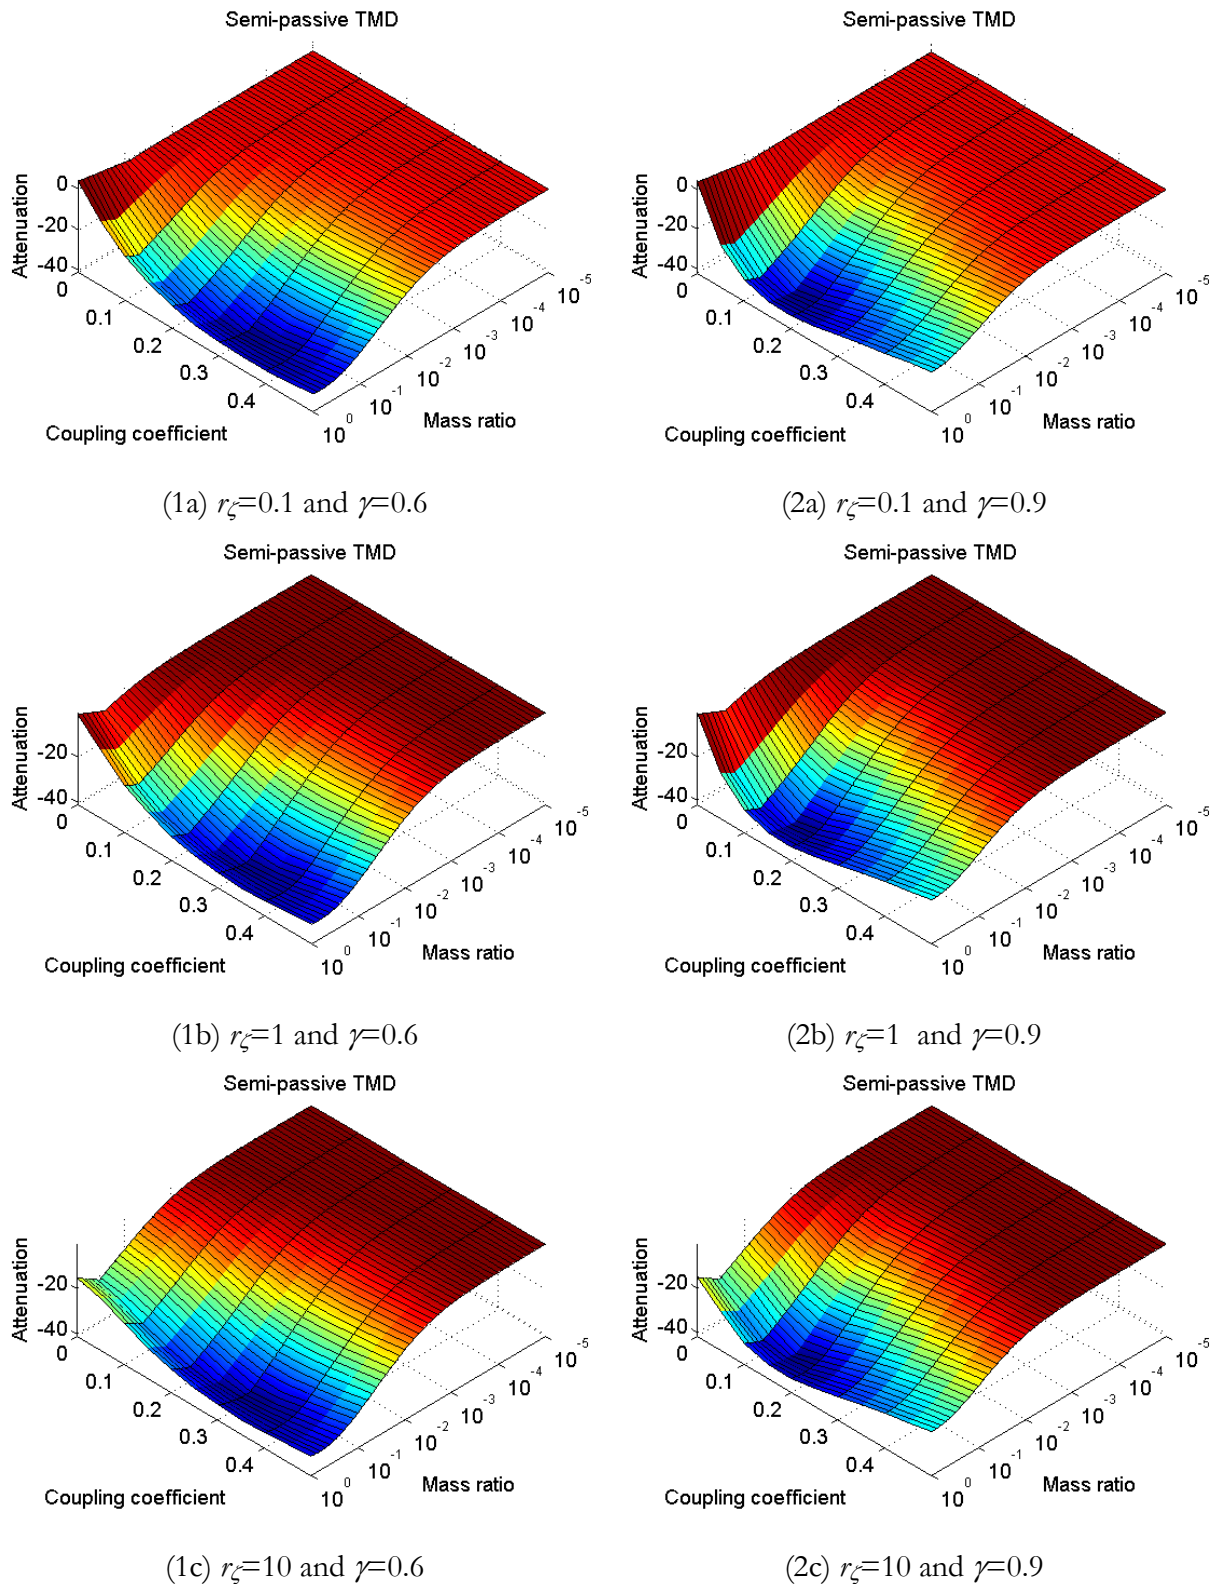 Semi-passive TMD
Attenuation
0
-20
-40
0
0.1
0.2
0.3
0.4
Coupling coefficient
10^0
10^-1
10^-2
10^-3
10^-4
10^-5
Mass ratio
(1a) rζ=0.1 and γ=0.6
Semi-passive TMD
Attenuation
0
-20
-40
0
0.1
0.2
0.3
0.4
Coupling coefficient
10^0
10^-1
10^-2
10^-3
10^-4
10^-5
Mass ratio
(2a) rζ=0.1 and γ=0.9
Semi-passive TMD
Attenuation
-20
-40
0
0.1
0.2
0.3
0.4
Coupling coefficient
10^0
10^-1
10^-2
10^-3
10^-4
10^-5
Mass ratio
(1b) rζ=1 and γ=0.6
Semi-passive TMD
Attenuation
-20
-40
0
0.1
0.2
0.3
0.4
Coupling coefficient
10^0
10^-1
10^-2
10^-3
10^-4
10^-5
Mass ratio
(2b) rζ=1 and γ=0.9
Semi-passive TMD
Attenuation
-20
-40
0
0.1
0.2
0.3
0.4
Coupling coefficient
10^0
10^-1
10^-2
10^-3
10^-4
10^-5
Mass ratio
(1c) rζ=10 and γ=0.6
Semi-passive TMD
Attenuation
-20
-40
0
0.1
0.2
0.3
0.4
Coupling coefficient
10^0
10^-1
10^-2
10^-3
10^-4
10^-5
Mass ratio
(2c) rζ=10 and γ=0.9